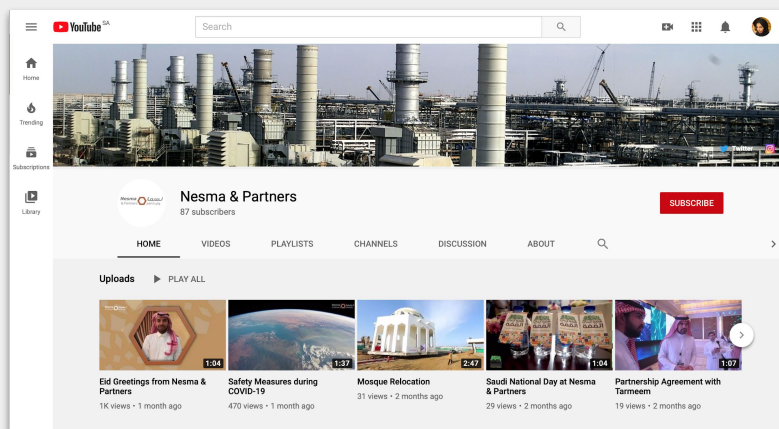 YouTube SA
Search
Home
Trending
Subscriptions
Library
Twitter
Nesma
& Partners
نسما
Nesma & Partners
87 subscribers
SUBSCRIBE
HOME VIDEOS PLAYLISTS CHANNELS DISCUSSION ABOUT
Uploads PLAY ALL
1:04
1:37
2:47
1:04
1:07
Eid Greetings from Nesma &
Partners
1K views • 1 month ago
Safety Measures during
COVID-19
470 views • 1 month ago
Mosque Relocation
31 views • 2 months ago
Saudi National Day at Nesma
& Partners
29 views • 2 months ago
Partnership Agreement with
Tarmeem
19 views • 2 months ago